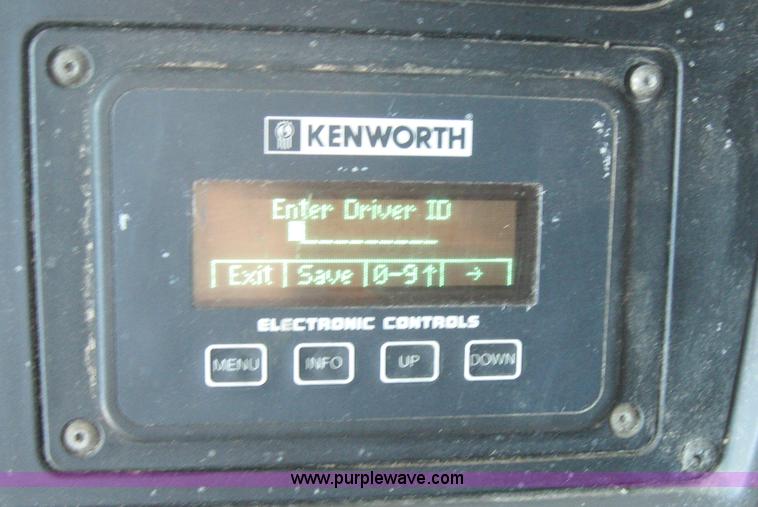 KENWORTH
Enter Driver ID
Exit | Save | 0-9↑ | →
ELECTRONIC CONTROLS
MENU INFO UP DOWN
www.purplewave.com